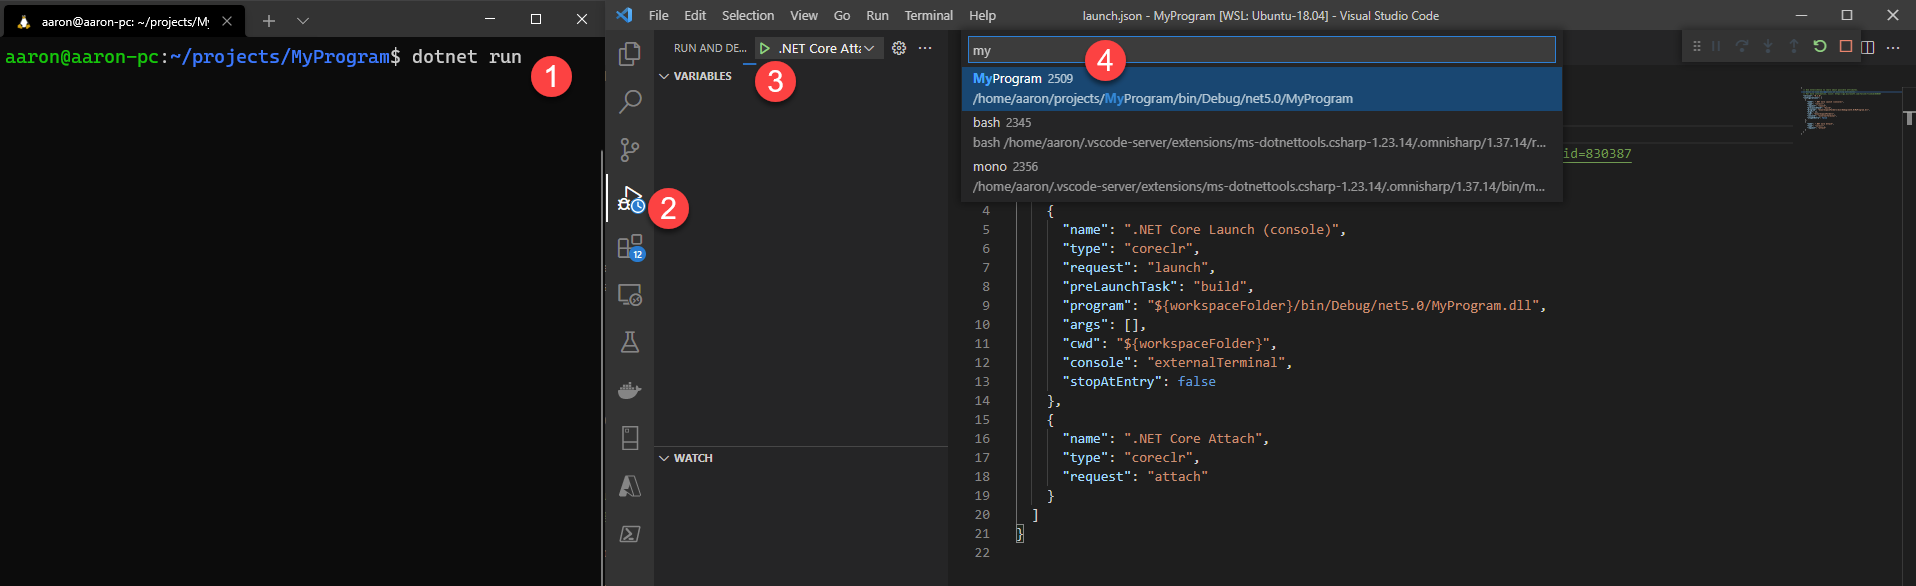 aaron@aaron-pc: ~/projects/My
aaron@aaron-pc:~/projects/MyProgram$ dotnet run
1
File Edit Selection View Go Run Terminal Help
launch.json - MyProgram [WSL: Ubuntu-18.04] - Visual Studio Code
RUN AND DE...
.NET Core Atta
VARIABLES
3
2
12
WATCH
my
4
MyProgram 2509
/home/aaron/projects/MyProgram/bin/Debug/net5.0/MyProgram
bash 2345
bash /home/aaron/.vscode-server/extensions/ms-dotnettools.csharp-1.23.14/.omnisharp/1.37.14/r...
mono 2356
/home/aaron/.vscode-server/extensions/ms-dotnettools.csharp-1.23.14/.omnisharp/1.37.14/bin/m...
id=830387
4 {
5 "name": ".NET Core Launch (console)",
6 "type": "coreclr",
7 "request": "launch",
8 "preLaunchTask": "build",
9 "program": "${workspaceFolder}/bin/Debug/net5.0/MyProgram.dll",
10 "args": [],
11 "cwd": "${workspaceFolder}",
12 "console": "externalTerminal",
13 "stopAtEntry": false
14 },
15 {
16 "name": ".NET Core Attach",
17 "type": "coreclr",
18 "request": "attach"
19 }
20 ]
21 }
22